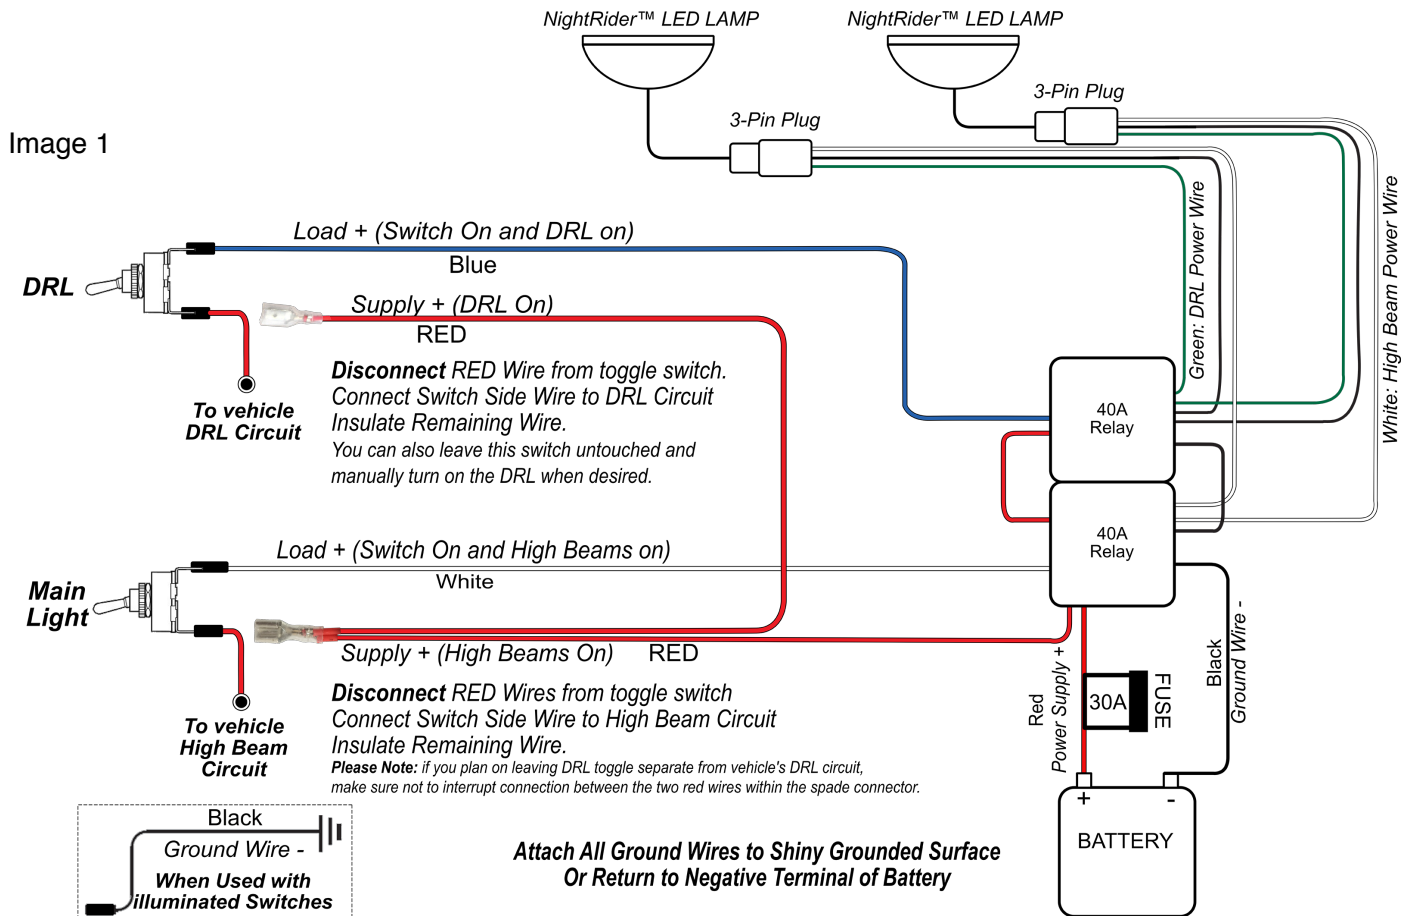 NightRider™ LED LAMP
NightRider™ LED LAMP
3-Pin Plug
3-Pin Plug
Image 1
Load + (Switch On and DRL on)
Blue
DRL
Supply + (DRL On)
RED
Disconnect RED Wire from toggle switch.
Connect Switch Side Wire to DRL Circuit
Insulate Remaining Wire.
You can also leave this switch untouched and
manually turn on the DRL when desired.
To vehicle
DRL Circuit
Green: DRL Power Wire
White: High Beam Power Wire
40A
Relay
40A
Relay
Load + (Switch On and High Beams on)
White
Main
Light
Supply + (High Beams On) RED
Disconnect RED Wires from toggle switch
Connect Switch Side Wire to High Beam Circuit
Insulate Remaining Wire.
Please Note: if you plan on leaving DRL toggle separate from vehicle's DRL circuit,
make sure not to interrupt connection between the two red wires within the spade connector.
To vehicle
High Beam
Circuit
Red
Power Supply +
30A
FUSE
Black
Ground Wire -
+ -
BATTERY
Black
Ground Wire -
When Used with
illuminated Switches
Attach All Ground Wires to Shiny Grounded Surface
Or Return to Negative Terminal of Battery